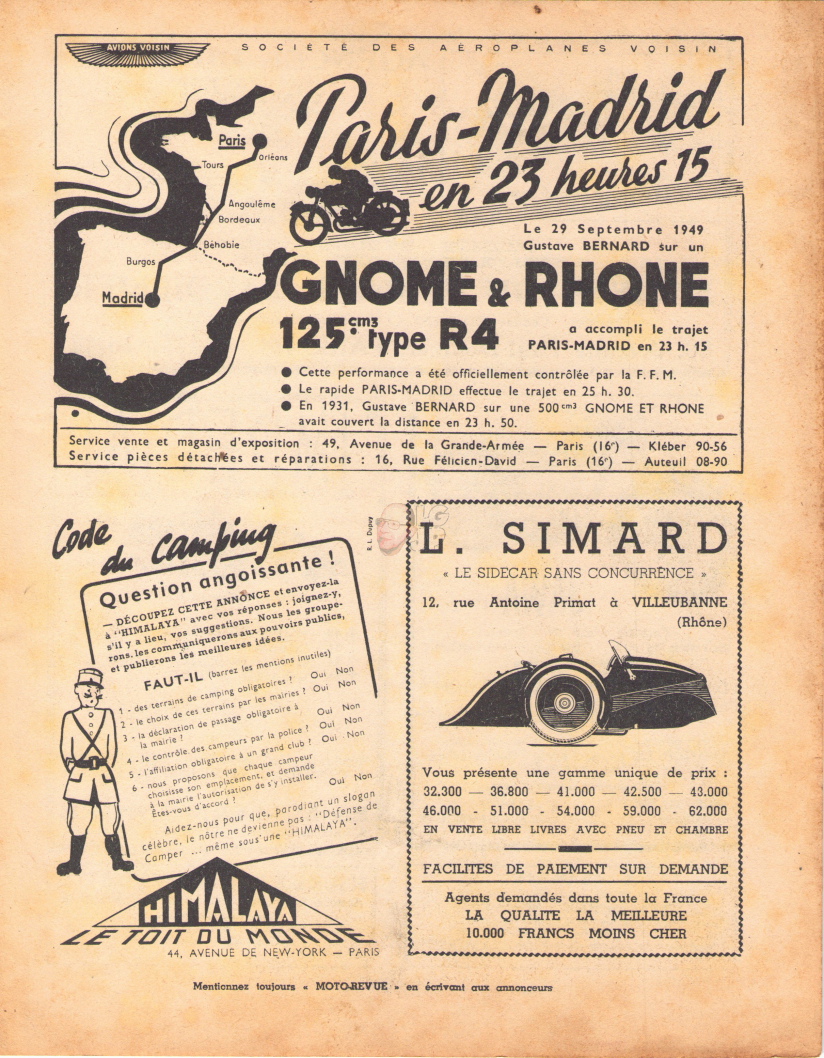 AVIONS VOISIN
SOCIÉTÉ DES AÉROPLANES VOISIN
Paris-Madrid
en 23 heures 15
Paris
Orléans
Tours
Angoulême
Bordeaux
Béhobie
Burgos
Madrid
Le 29 Septembre 1949
Gustave BERNARD sur un
GNOME & RHONE
125 cm3 type R4
a accompli le trajet
PARIS-MADRID en 23 h. 15
● Cette performance a été officiellement contrôlée par la F. F. M.
● Le rapide PARIS-MADRID effectue le trajet en 25 h. 30.
● En 1931, Gustave BERNARD sur une 500 cm3 GNOME ET RHONE
avait couvert la distance en 23 h. 50.
Service vente et magasin d'exposition : 49, Avenue de la Grande-Armée — Paris (16e) — Kléber 90-56
Service pièces détachées et réparations : 16, Rue Félicien-David — Paris (16e) — Auteuil 08-90
Code
du camping
Question angoissante !
— DÉCOUPEZ CETTE ANNONCE et envoyez-la
à "HIMALAYA" avec vos réponses : joignez-y,
s'il y a lieu, vos suggestions. Nous les groupe-
rons, les communiquerons aux pouvoirs publics,
et publierons les meilleures idées.
FAUT-IL (barrez les mentions inutiles)
1 - des terrains de camping obligatoires ? Oui Non
2 - le choix de ces terrains par les mairies ? Oui Non
3 - la déclaration de passage obligatoire à
la mairie ? Oui Non
4 - le contrôle des campeurs par la police ? Oui Non
5 - l'affiliation obligatoire à un grand club ? Oui Non
6 - nous proposons que chaque campeur
choisisse son emplacement, et demande
à la mairie l'autorisation de s'y installer.
Êtes-vous d'accord ? Oui Non
Aidez-nous pour que, parodiant un slogan
célèbre, le nôtre ne devienne pas : "Défense de
Camper ... même sous une "HIMALAYA".
HIMALAYA
LE TOIT DU MONDE
44, AVENUE DE NEW-YORK — PARIS
R. L. Dupuy
L. SIMARD
« LE SIDECAR SANS CONCURRENCE »
12, rue Antoine Primat à VILLEUBANNE
(Rhône)
Vous présente une gamme unique de prix :
32.300 — 36.800 — 41.000 — 42.500 — 43.000
46.000 - 51.000 - 54.000 - 59.000 - 62.000
EN VENTE LIBRE LIVRES AVEC PNEU ET CHAMBRE
FACILITES DE PAIEMENT SUR DEMANDE
Agents demandés dans toute la France
LA QUALITE LA MEILLEURE
10.000 FRANCS MOINS CHER
Mentionnez toujours « MOTO-REVUE » en écrivant aux annonceurs